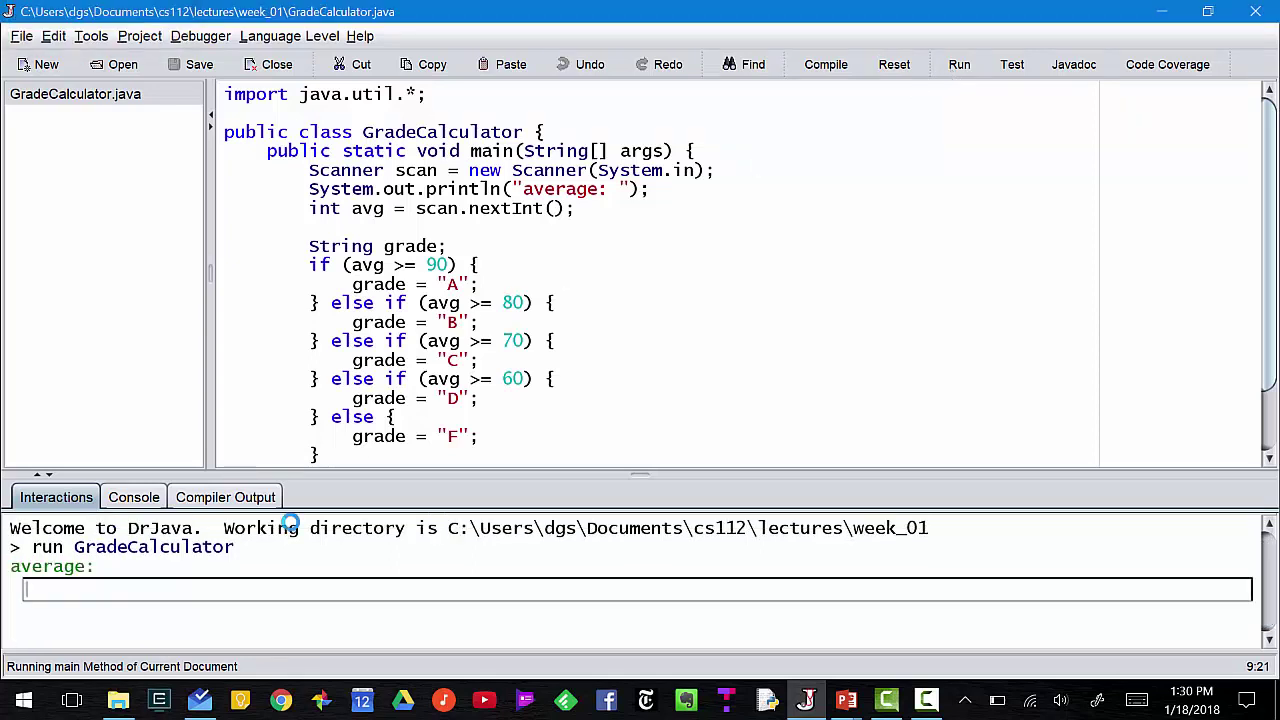 C:\Users\dgs\Documents\cs112\lectures\week_01\GradeCalculator.java
File Edit Tools Project Debugger Language Level Help
New Open Save Close Cut Copy Paste Undo Redo Find Compile Reset Run Test Javadoc Code Coverage
GradeCalculator.java
import java.util.*;
public class GradeCalculator {
public static void main(String[] args) {
Scanner scan = new Scanner(System.in);
System.out.println("average: ");
int avg = scan.nextInt();
String grade;
if (avg >= 90) {
grade = "A";
} else if (avg >= 80) {
grade = "B";
} else if (avg >= 70) {
grade = "C";
} else if (avg >= 60) {
grade = "D";
} else {
grade = "F";
}
Interactions Console Compiler Output
Welcome to DrJava.  Working directory is C:\Users\dgs\Documents\cs112\lectures\week_01
> run GradeCalculator
average:
Running main Method of Current Document
9:21
12
1:30 PM
1/18/2018